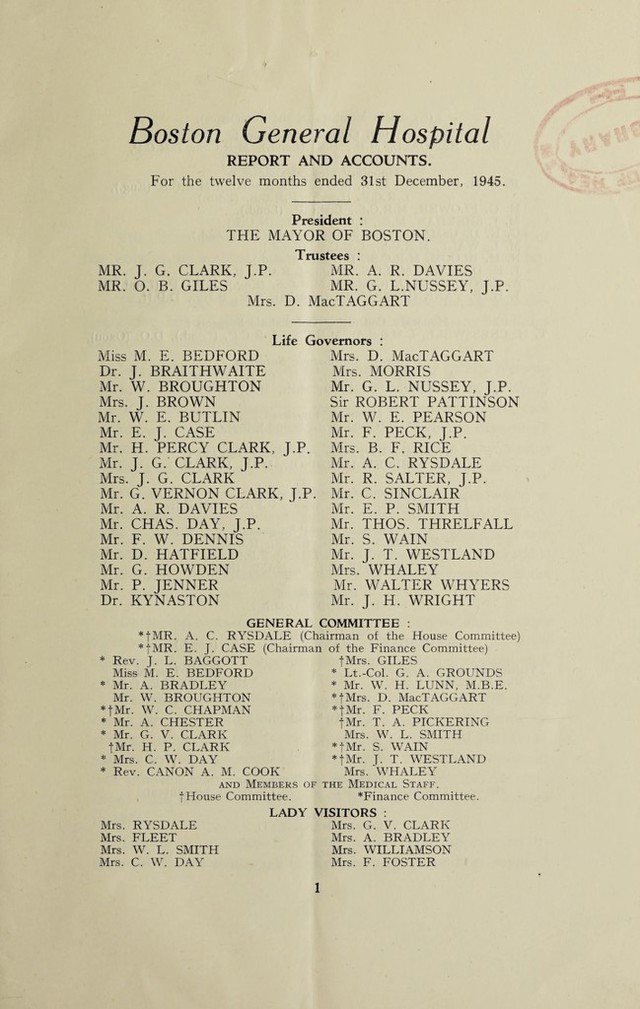 Boston General Hospital
REPORT AND ACCOUNTS.
For the twelve months ended 31st December, 1945.
President :
THE MAYOR OF BOSTON.
Trustees :
MR. J. G. CLARK, J.P. MR. A. R. DAVIES
MR. O. B. GILES MR. G. L.NUSSEY, J.P.
Mrs. D. MacTAGGART
Life Governors :
Miss M. E. BEDFORD Mrs. D. MacTAGGART
Dr. J. BRAITHWAITE Mrs. MORRIS
Mr. W. BROUGHTON Mr. G. L. NUSSEY, J.P.
Mrs. J. BROWN Sir ROBERT PATTINSON
Mr. W. E. BUTLIN Mr. W. E. PEARSON
Mr. E. J. CASE Mr. F. PECK, J.P.
Mr. H. PERCY CLARK, J.P. Mrs. B. F. RICE
Mr. J. G. CLARK, J.P. Mr. A. C. RYSDALE
Mrs. J. G. CLARK Mr. R. SALTER, J.P.
Mr. G. VERNON CLARK, J.P. Mr. C. SINCLAIR
Mr. A. R. DAVIES Mr. E. P. SMITH
Mr. CHAS. DAY, J.P. Mr. THOS. THRELFALL
Mr. F. W. DENNIS Mr. S. WAIN
Mr. D. HATFIELD Mr. J. T. WESTLAND
Mr. G. HOWDEN Mrs. WHALEY
Mr. P. JENNER Mr. WALTER WHYERS
Dr. KYNASTON Mr. J. H. WRIGHT
GENERAL COMMITTEE :
*†MR. A. C. RYSDALE (Chairman of the House Committee)
*†MR. E. J. CASE (Chairman of the Finance Committee)
* Rev. J. L. BAGGOTT †Mrs. GILES
Miss M. E. BEDFORD * Lt.-Col. G. A. GROUNDS
* Mr. A. BRADLEY * Mr. W. H. LUNN, M.B.E.
Mr. W. BROUGHTON *†Mrs. D. MacTAGGART
*†Mr. W. C. CHAPMAN *†Mr. F. PECK
* Mr. A. CHESTER †Mr. T. A. PICKERING
* Mr. G. V. CLARK Mrs. W. L. SMITH
†Mr. H. P. CLARK *†Mr. S. WAIN
* Mrs. C. W. DAY *†Mr. J. T. WESTLAND
* Rev. CANON A. M. COOK Mrs. WHALEY
AND MEMBERS OF THE MEDICAL STAFF.
†House Committee. *Finance Committee.
LADY VISITORS :
Mrs. RYSDALE Mrs. G. V. CLARK
Mrs. FLEET Mrs. A. BRADLEY
Mrs. W. L. SMITH Mrs. WILLIAMSON
Mrs. C. W. DAY Mrs. F. FOSTER
1